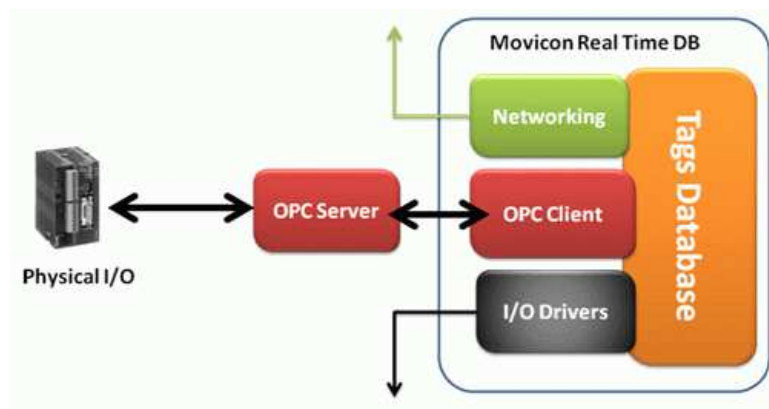 Movicon Real Time DB
Networking
Tags Database
OPC Server
OPC Client
Physical I/O
I/O Drivers